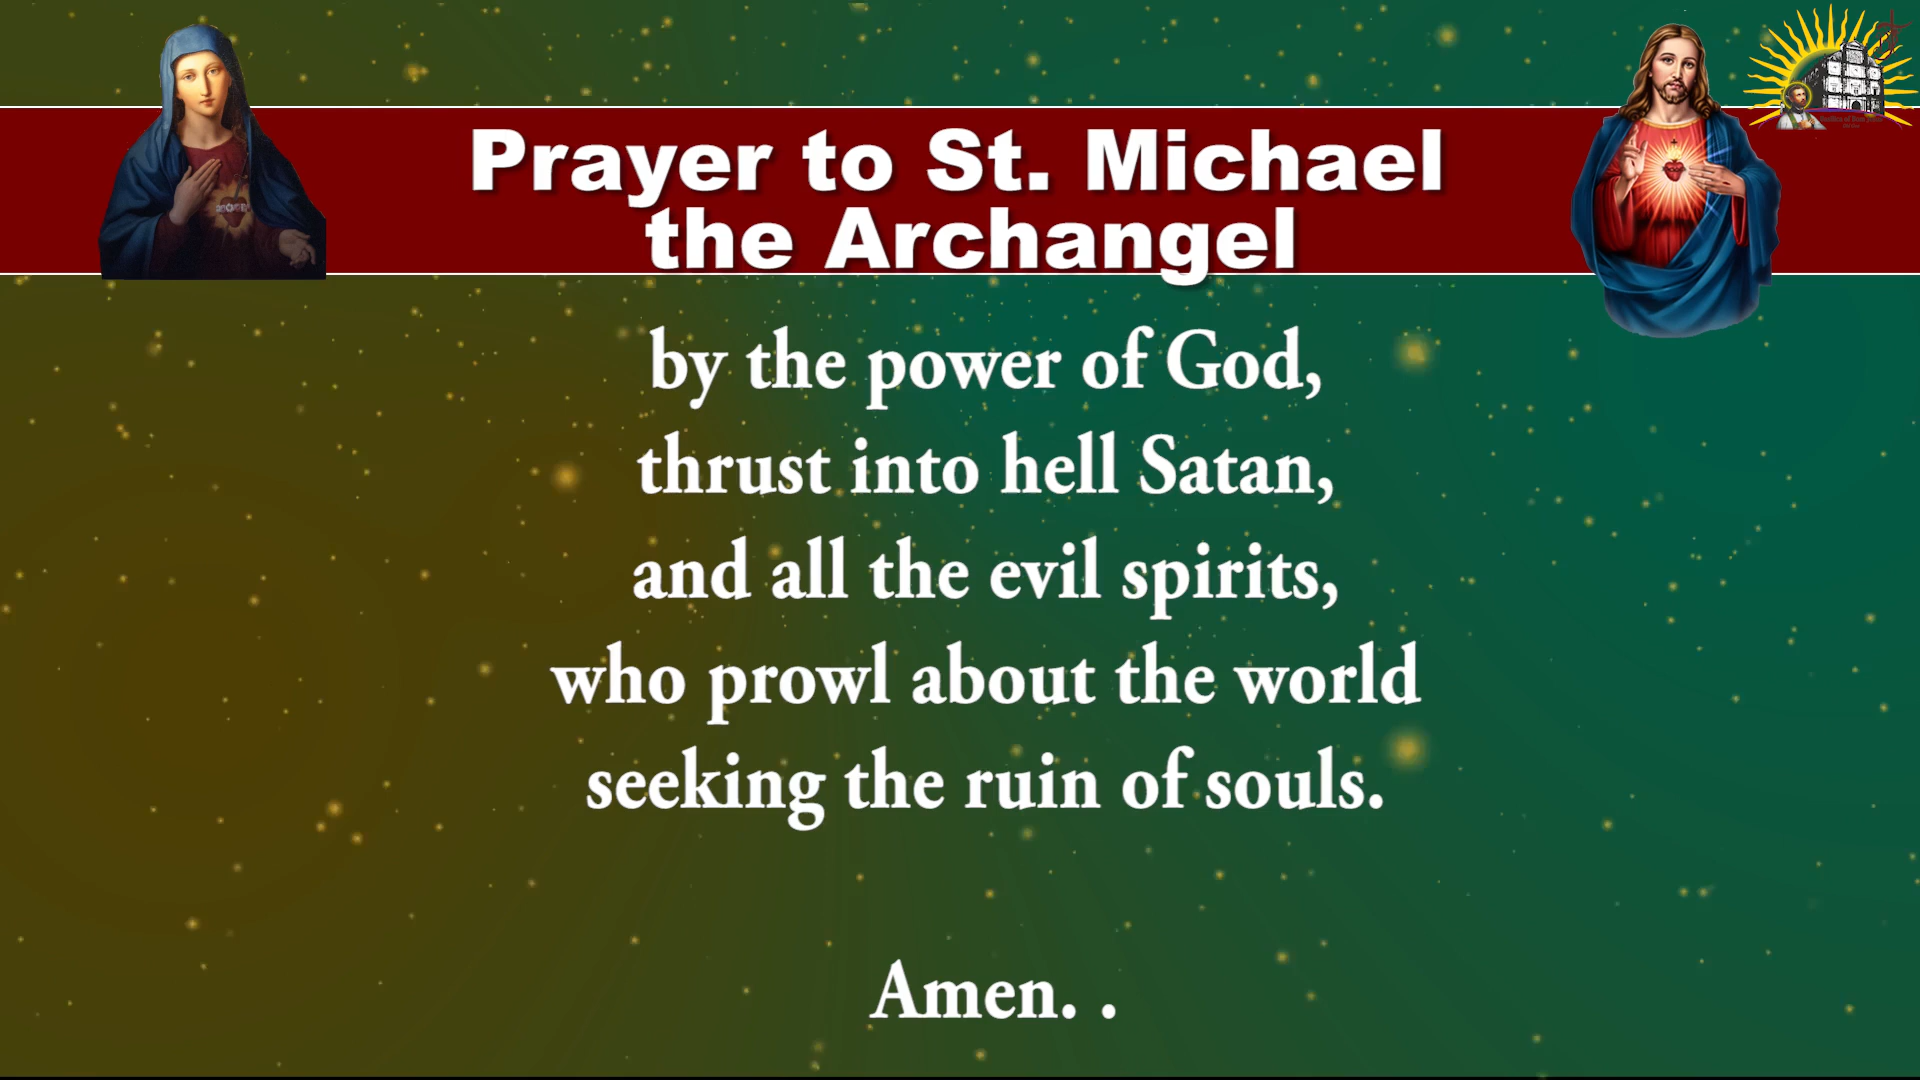 Prayer to St. Michael
the Archangel
by the power of God,
thrust into hell Satan,
and all the evil spirits,
who prowl about the world
seeking the ruin of souls.
Amen. .